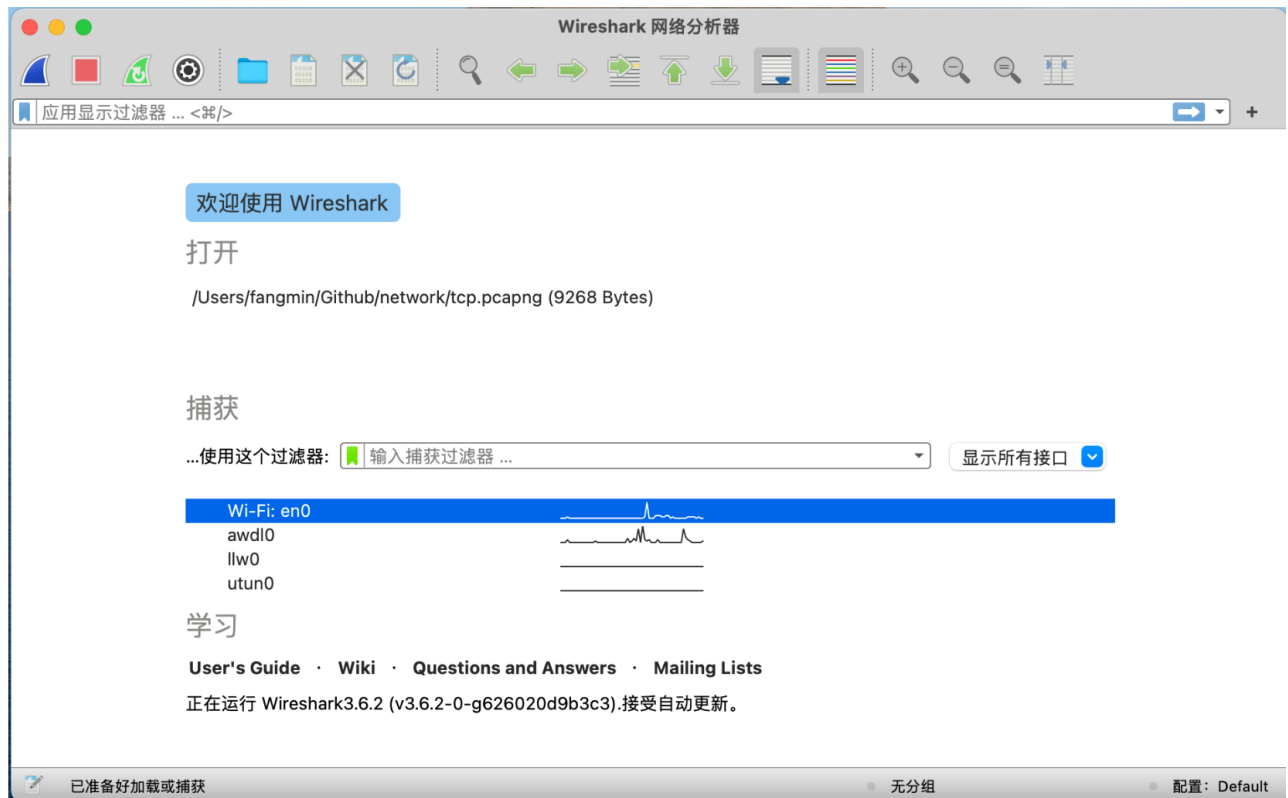 Wireshark 网络分析器
应用显示过滤器 ... <⌘/>
+
欢迎使用 Wireshark
打开
/Users/fangmin/Github/network/tcp.pcapng (9268 Bytes)
捕获
...使用这个过滤器: 输入捕获过滤器 ... 显示所有接口
Wi-Fi: en0
awdl0
llw0
utun0
学习
User's Guide · Wiki · Questions and Answers · Mailing Lists
正在运行 Wireshark3.6.2 (v3.6.2-0-g626020d9b3c3).接受自动更新。
已准备好加载或捕获 无分组 配置：Default